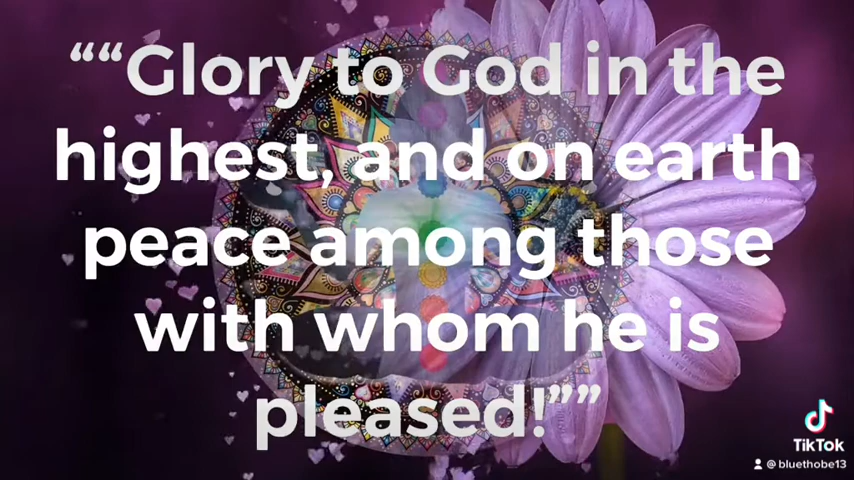 ““Glory to God in the
highest, and on earth
peace among those
with whom he is
pleased!””
TikTok
@bluethobe13